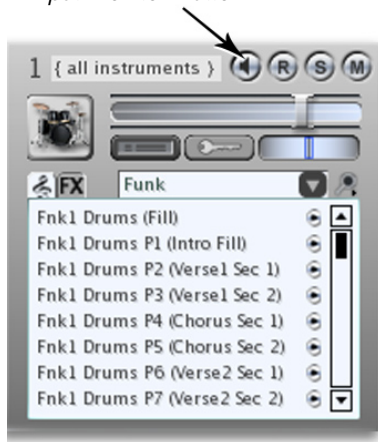 1 { all instruments } R S M
FX Funk
Fnk1 Drums (Fill)
Fnk1 Drums P1 (Intro Fill)
Fnk1 Drums P2 (Verse1 Sec 1)
Fnk1 Drums P3 (Verse1 Sec 2)
Fnk1 Drums P4 (Chorus Sec 1)
Fnk1 Drums P5 (Chorus Sec 2)
Fnk1 Drums P6 (Verse2 Sec 1)
Fnk1 Drums P7 (Verse2 Sec 2)